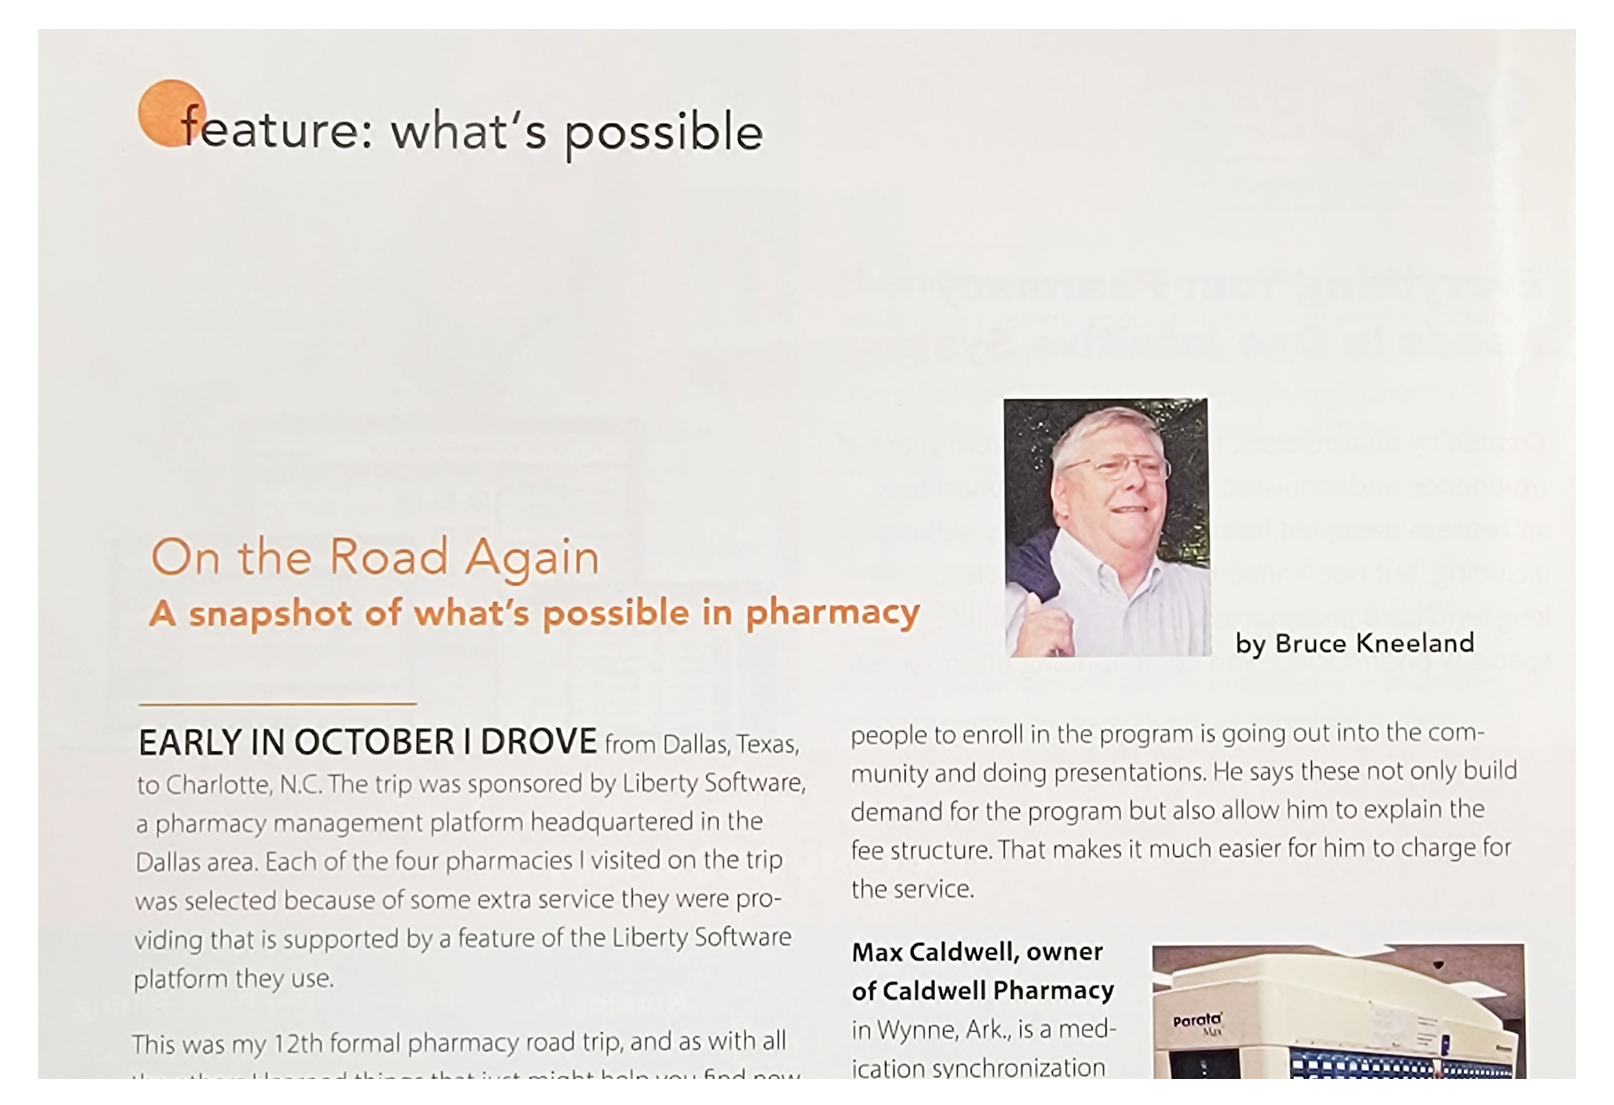 feature: what's possible
On the Road Again
A snapshot of what's possible in pharmacy
by Bruce Kneeland
EARLY IN OCTOBER I DROVE from Dallas, Texas,
to Charlotte, N.C. The trip was sponsored by Liberty Software,
a pharmacy management platform headquartered in the
Dallas area. Each of the four pharmacies I visited on the trip
was selected because of some extra service they were pro-
viding that is supported by a feature of the Liberty Software
platform they use.
This was my 12th formal pharmacy road trip, and as with all
people to enroll in the program is going out into the com-
munity and doing presentations. He says these not only build
demand for the program but also allow him to explain the
fee structure. That makes it much easier for him to charge for
the service.
Max Caldwell, owner
of Caldwell Pharmacy
in Wynne, Ark., is a med-
ication synchronization
Parata
Max